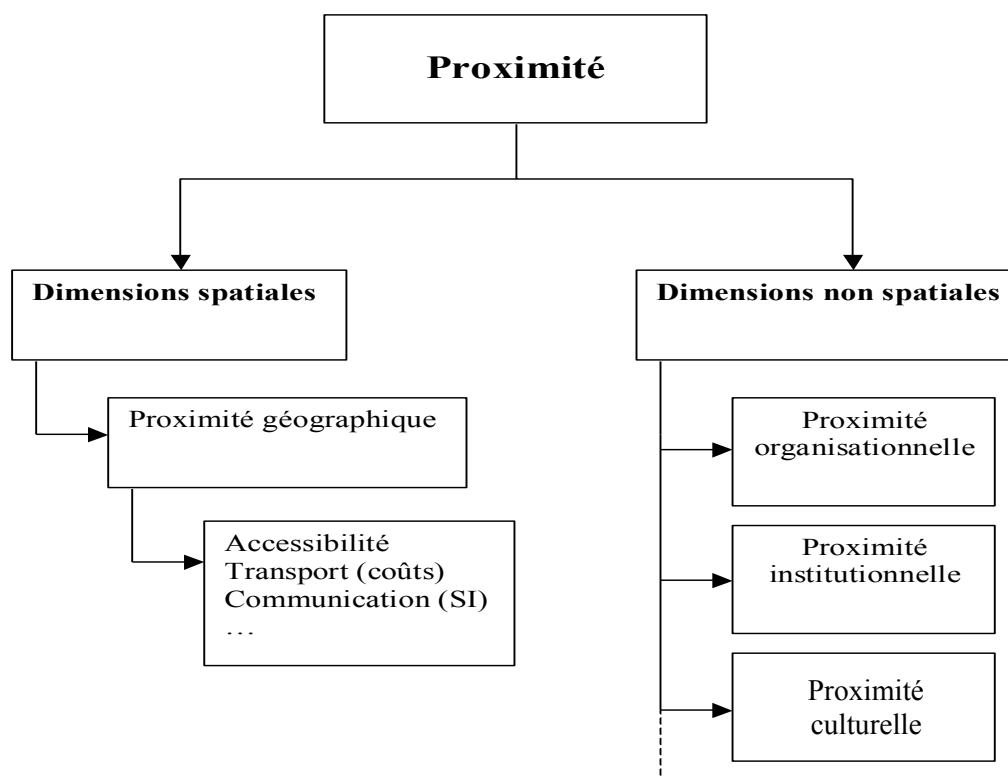 Proximité
Dimensions spatiales
Dimensions non spatiales
Proximité géographique
Accessibilité
Transport (coûts)
Communication (SI)
…
Proximité
organisationnelle
Proximité
institutionnelle
Proximité
culturelle